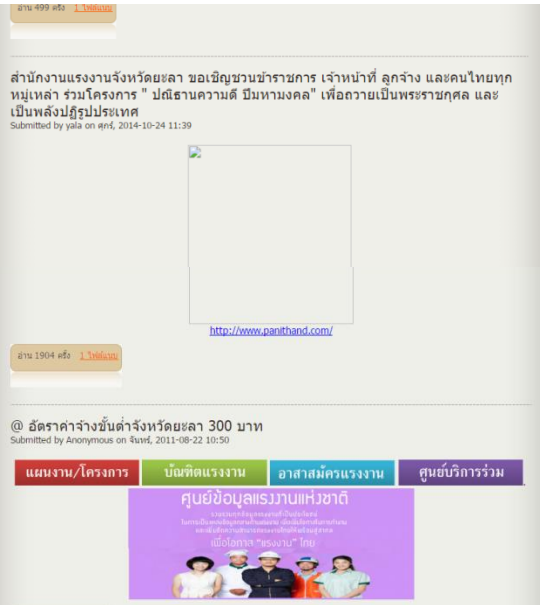 อ่าน 499 ครั้ง 1 ไฟล์แนบ
สำนักงานแรงงานจังหวัดยะลา ขอเชิญชวนข้าราชการ เจ้าหน้าที่ ลูกจ้าง และคนไทยทุก
หมู่เหล่า ร่วมโครงการ " ปณิธานความดี ปีมหามงคล" เพื่อถวายเป็นพระราชกุศล และ
เป็นพลังปฏิรูปประเทศ
Submitted by yala on ศุกร์, 2014-10-24 11:39
http://www.panithand.com/
อ่าน 1904 ครั้ง 1 ไฟล์แนบ
@ อัตราค่าจ้างขั้นต่ำจังหวัดยะลา 300 บาท
Submitted by Anonymous on จันทร์, 2011-08-22 10:50
แผนงาน/โครงการ บัณฑิตแรงงาน อาสาสมัครแรงงาน ศูนย์บริการร่วม
ศูนย์ข้อมูลแรงงานแห่งชาติ
เพื่อโอกาส "แรงงาน" ไทย